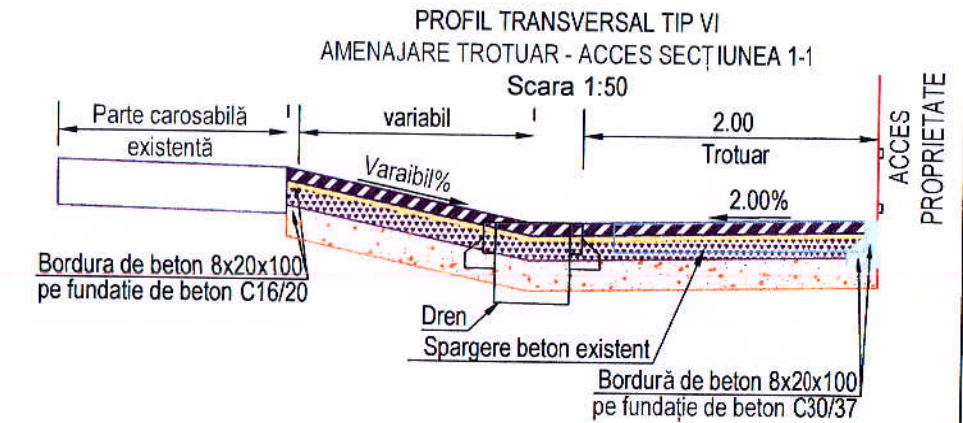 PROFIL TRANSVERSAL TIP VI
AMENAJARE TROTUAR - ACCES SECȚIUNEA 1-1
Scara 1:50
Parte carosabilă
existentă
variabil
2.00
Trotuar
ACCES
PROPRIETATE
Varaibil%
2.00%
Bordura de beton 8x20x100
pe fundatie de beton C16/20
Dren
Spargere beton existent
Bordură de beton 8x20x100
pe fundație de beton C30/37